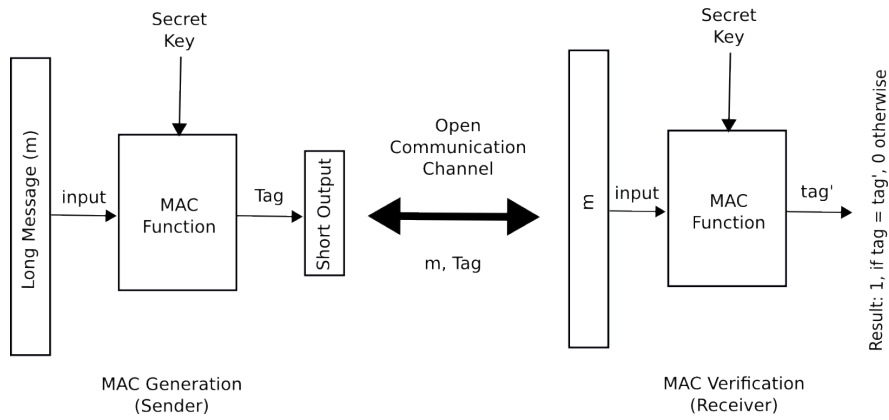 Secret
Key
Long Message (m)
input
MAC
Function
Tag
Short Output
MAC Generation
(Sender)
Open
Communication
Channel
m, Tag
Secret
Key
m
input
MAC
Function
tag'
Result: 1, if tag = tag', 0 otherwise
MAC Verification
(Receiver)